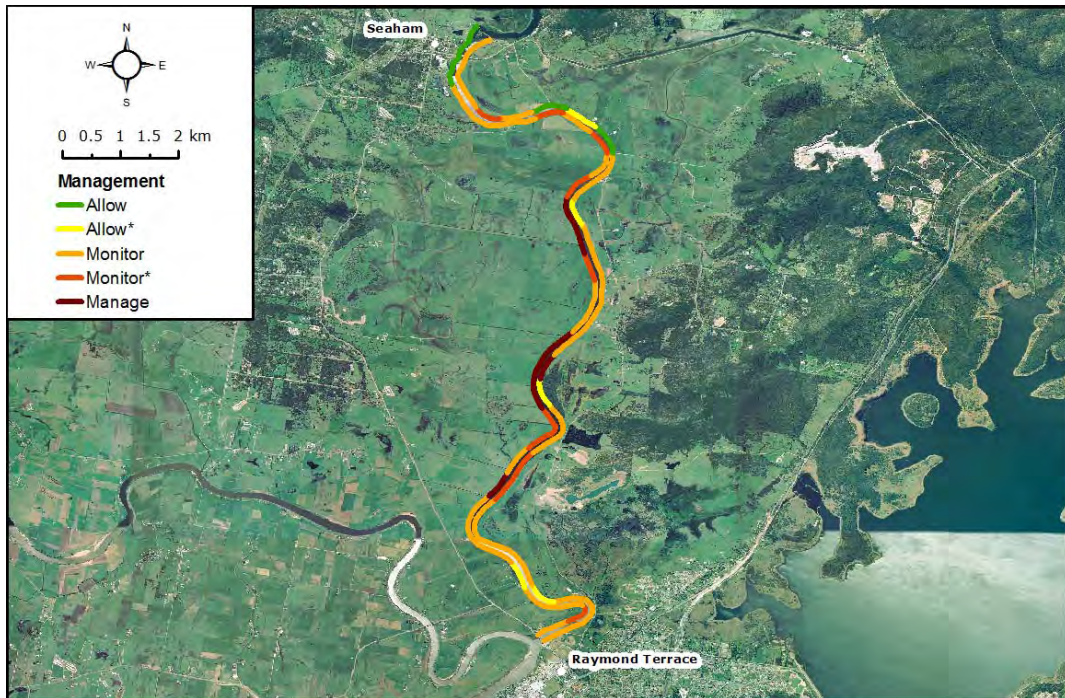 Seaham
N
W E
S
0 0.5 1 1.5 2 km
Management
Allow
Allow*
Monitor
Monitor*
Manage
Raymond Terrace